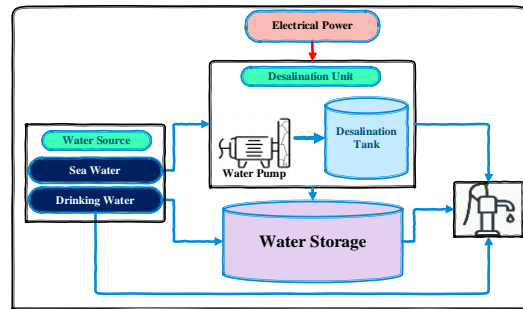 Electrical Power
Desalination Unit
Water Source
Sea Water
Drinking Water
Water Pump
Desalination
Tank
Water Storage